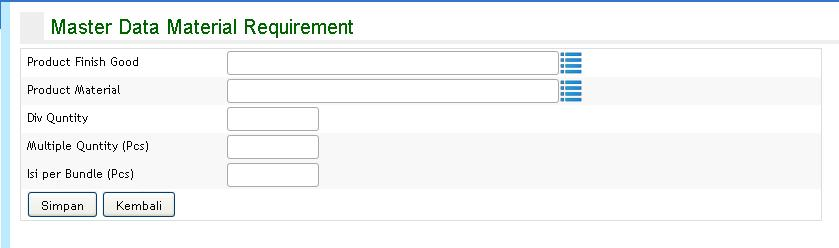 Master Data Material Requirement
Product Finish Good
Product Material
Div Quntity
Multiple Quntity (Pcs)
Isi per Bundle (Pcs)
Simpan Kembali